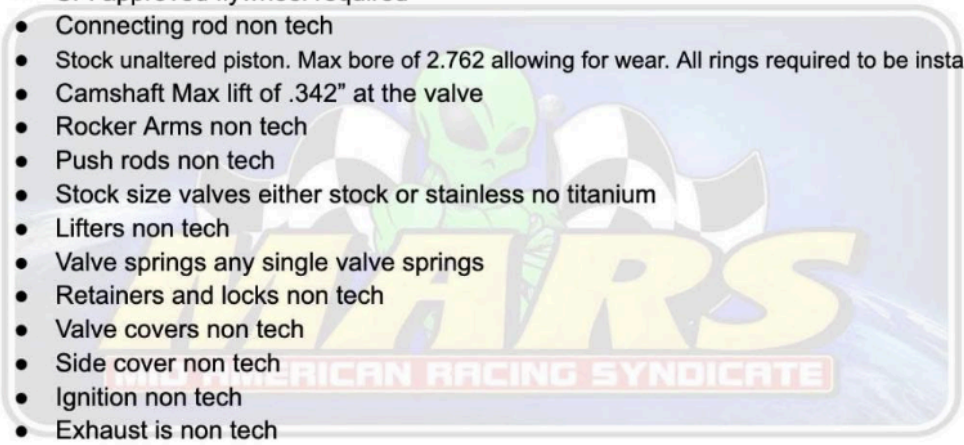 approved flywheel required
● Connecting rod non tech
● Stock unaltered piston. Max bore of 2.762 allowing for wear. All rings required to be insta
● Camshaft Max lift of .342” at the valve
● Rocker Arms non tech
● Push rods non tech
● Stock size valves either stock or stainless no titanium
● Lifters non tech
● Valve springs any single valve springs
● Retainers and locks non tech
● Valve covers non tech
● Side cover non tech
● Ignition non tech
● Exhaust is non tech
MARS
MID AMERICAN RACING SYNDICATE